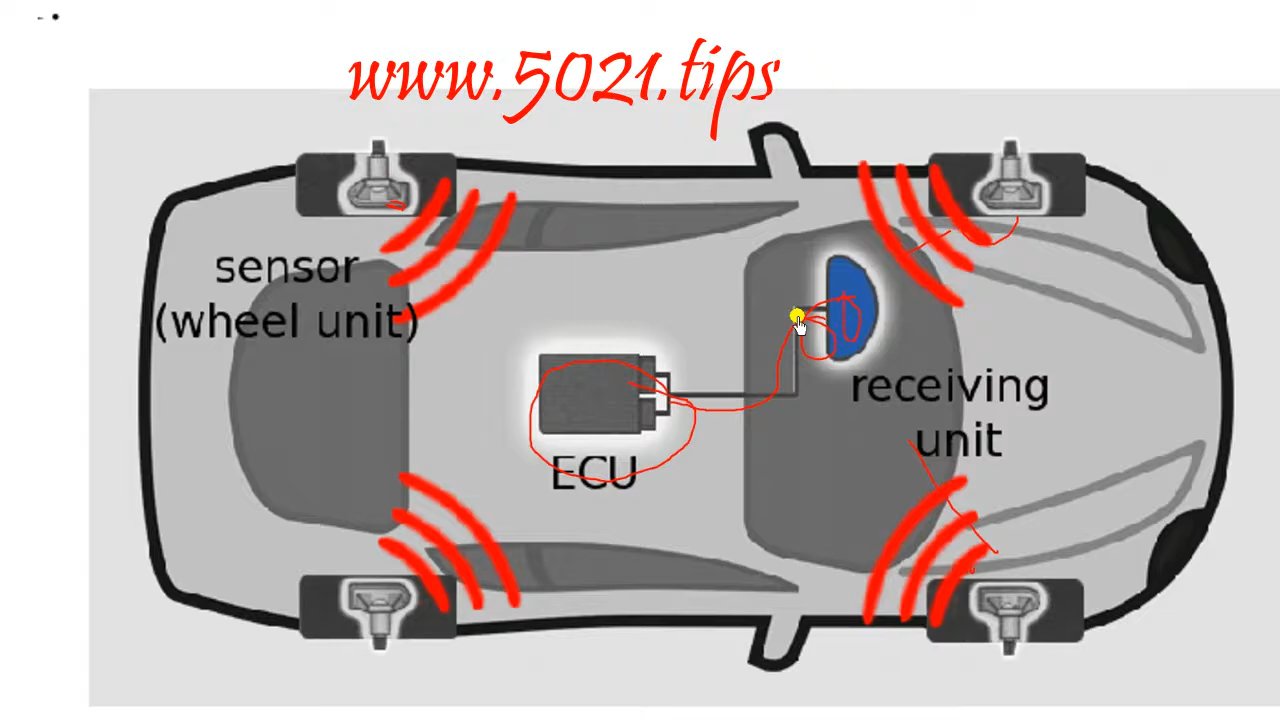 www.5021.tips
sensor
(wheel unit)
receiving
unit
ECU